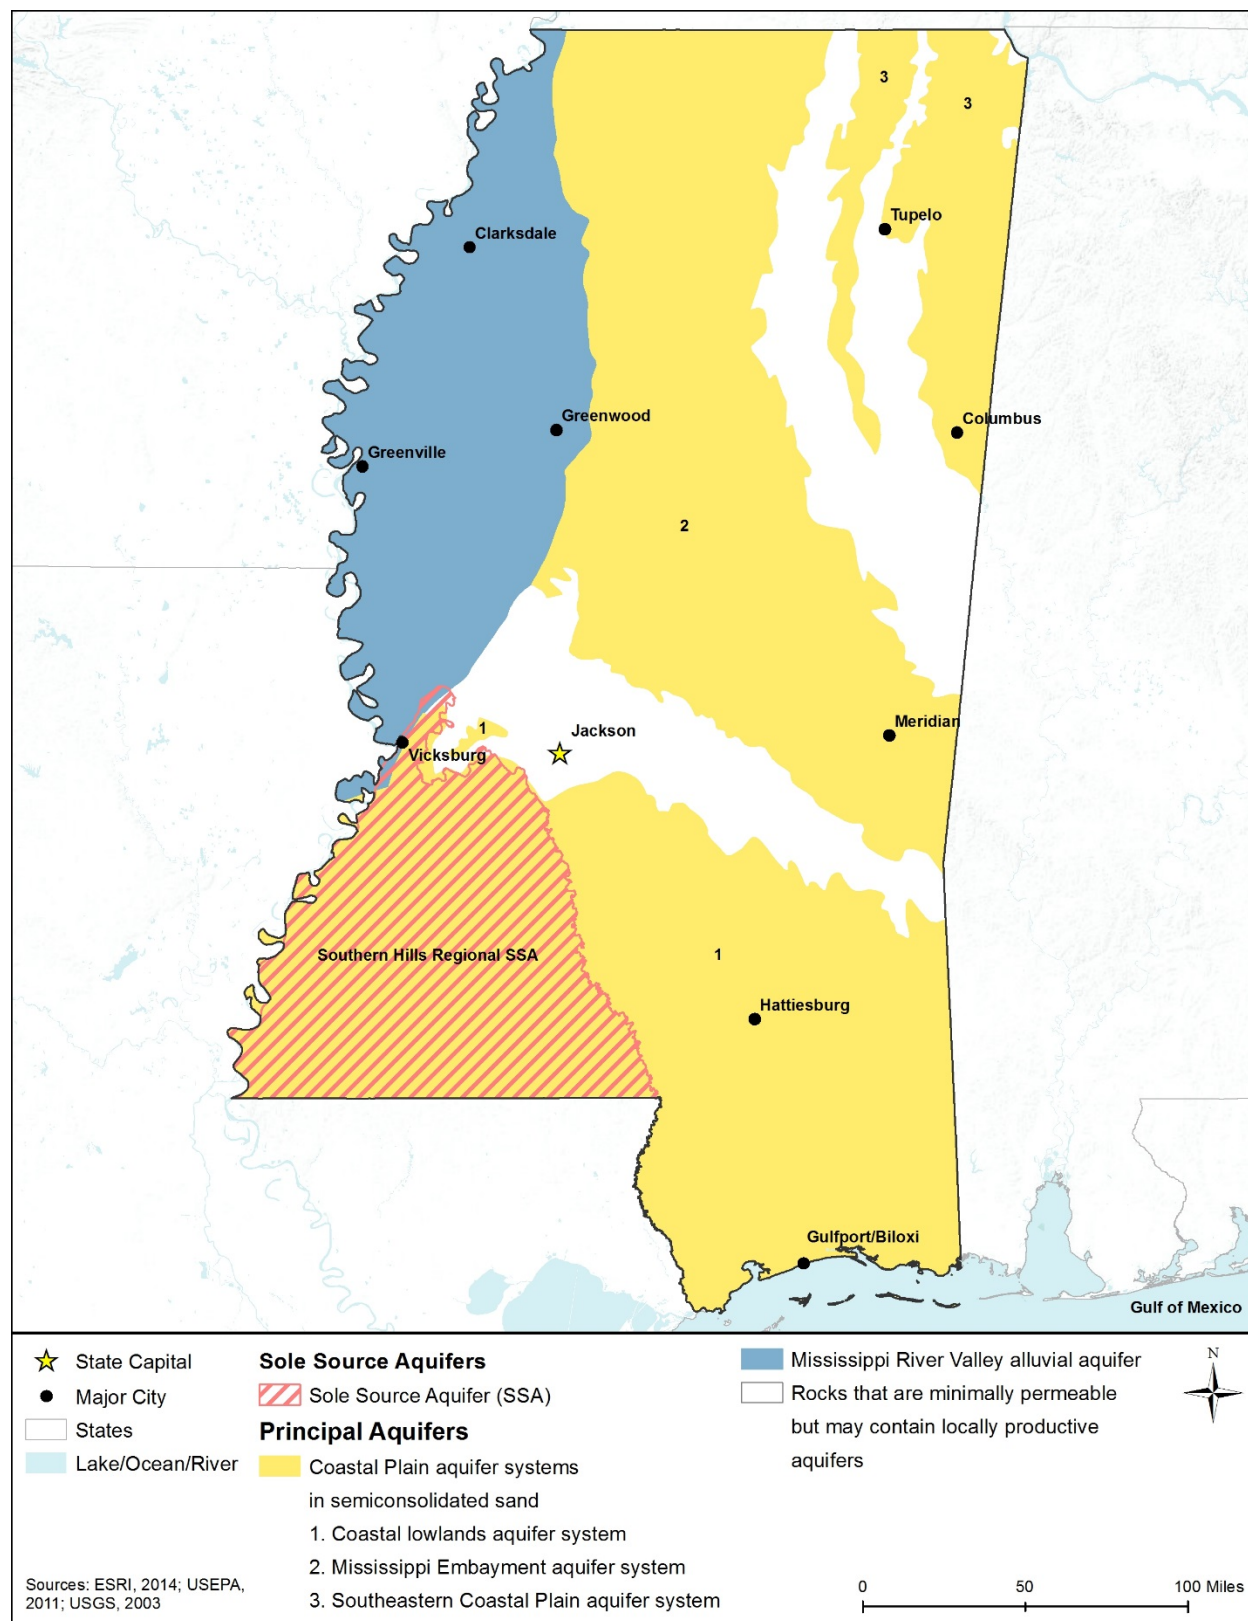 3
3
Tupelo
Clarksdale
Greenwood
Columbus
Greenville
2
Meridian
1
Jackson
Vicksburg
Southern Hills Regional SSA
1
Hattiesburg
Gulfport/Biloxi
Gulf of Mexico
State Capital
Major City
States
Lake/Ocean/River
Sources: ESRI, 2014; USEPA,
2011; USGS, 2003
Sole Source Aquifers
Sole Source Aquifer (SSA)
Principal Aquifers
Coastal Plain aquifer systems
in semiconsolidated sand
1. Coastal lowlands aquifer system
2. Mississippi Embayment aquifer system
3. Southeastern Coastal Plain aquifer system
Mississippi River Valley alluvial aquifer
Rocks that are minimally permeable
but may contain locally productive
aquifers
N
0 50 100 Miles